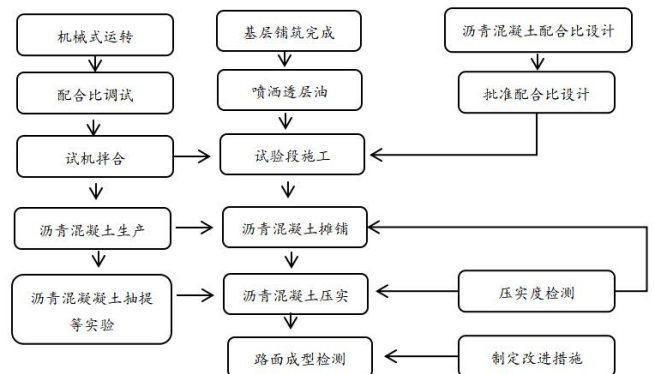 机械式运转
基层铺筑完成
沥青混凝土配合比设计
配合比调试
喷洒透层油
批准配合比设计
试机拌合
试验段施工
沥青混凝土生产
沥青混凝土摊铺
沥青混凝凝土抽提
等实验
沥青混凝土压实
压实度检测
路面成型检测
制定改进措施